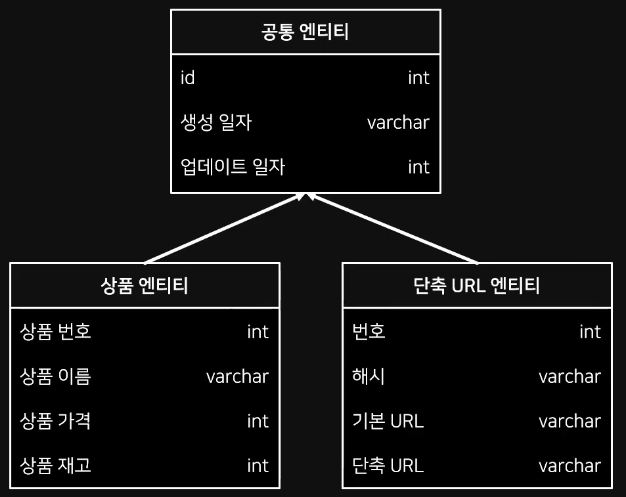 공통 엔티티
id int
생성 일자 varchar
업데이트 일자 int
상품 엔티티
상품 번호 int
상품 이름 varchar
상품 가격 int
상품 재고 int
단축 URL 엔티티
번호 int
해시 varchar
기본 URL varchar
단축 URL varchar